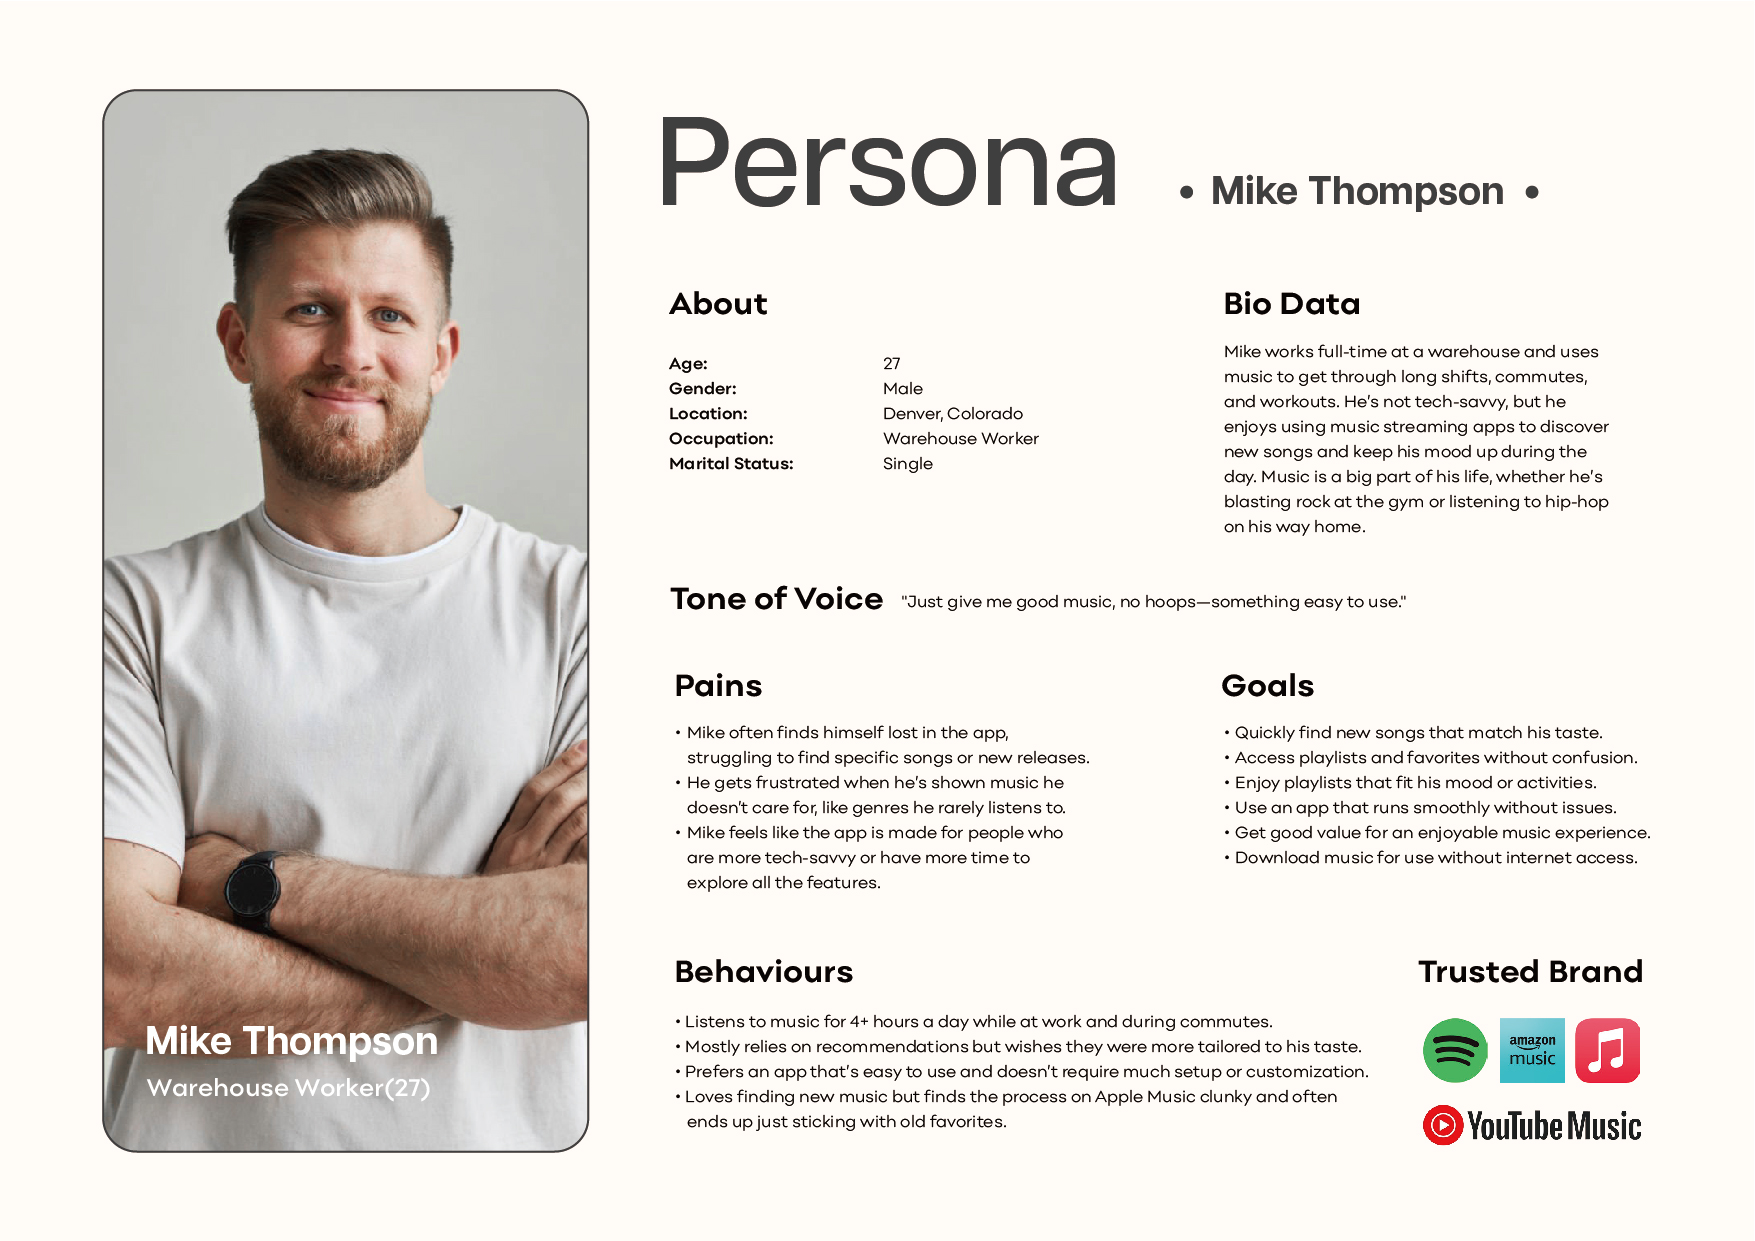 Persona
• Mike Thompson •
About
Age: 27
Gender: Male
Location: Denver, Colorado
Occupation: Warehouse Worker
Marital Status: Single
Bio Data
Mike works full-time at a warehouse and uses
music to get through long shifts, commutes,
and workouts. He’s not tech-savvy, but he
enjoys using music streaming apps to discover
new songs and keep his mood up during the
day. Music is a big part of his life, whether he’s
blasting rock at the gym or listening to hip-hop
on his way home.
Tone of Voice "Just give me good music, no hoops—something easy to use."
Pains
• Mike often finds himself lost in the app,
struggling to find specific songs or new releases.
• He gets frustrated when he’s shown music he
doesn’t care for, like genres he rarely listens to.
• Mike feels like the app is made for people who
are more tech-savvy or have more time to
explore all the features.
Goals
• Quickly find new songs that match his taste.
• Access playlists and favorites without confusion.
• Enjoy playlists that fit his mood or activities.
• Use an app that runs smoothly without issues.
• Get good value for an enjoyable music experience.
• Download music for use without internet access.
Behaviours
• Listens to music for 4+ hours a day while at work and during commutes.
• Mostly relies on recommendations but wishes they were more tailored to his taste.
• Prefers an app that’s easy to use and doesn’t require much setup or customization.
• Loves finding new music but finds the process on Apple Music clunky and often
ends up just sticking with old favorites.
Trusted Brand
amazon
music
YouTube Music
Mike Thompson
Warehouse Worker(27)